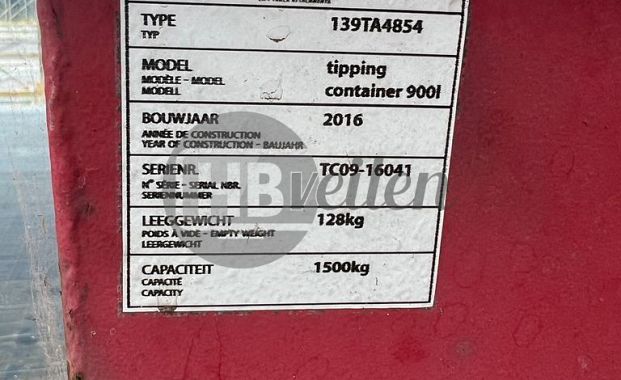 TYPE 139TA4854
TYP
MODEL tipping
MODÈLE - MODEL
MODELL container 900l
BOUWJAAR 2016
ANNÉE DE CONSTRUCTION
YEAR OF CONSTRUCTION - BAUJAHR
SERIENR. TC09-16041
N° SÉRIE - SERIAL NBR.
SERIENNUMMER
HBveilen
LEEGGEWICHT 128kg
POIDS À VIDE - EMPTY WEIGHT
LEERGEWICHT
CAPACITEIT 1500kg
CAPACITÉ
CAPACITY